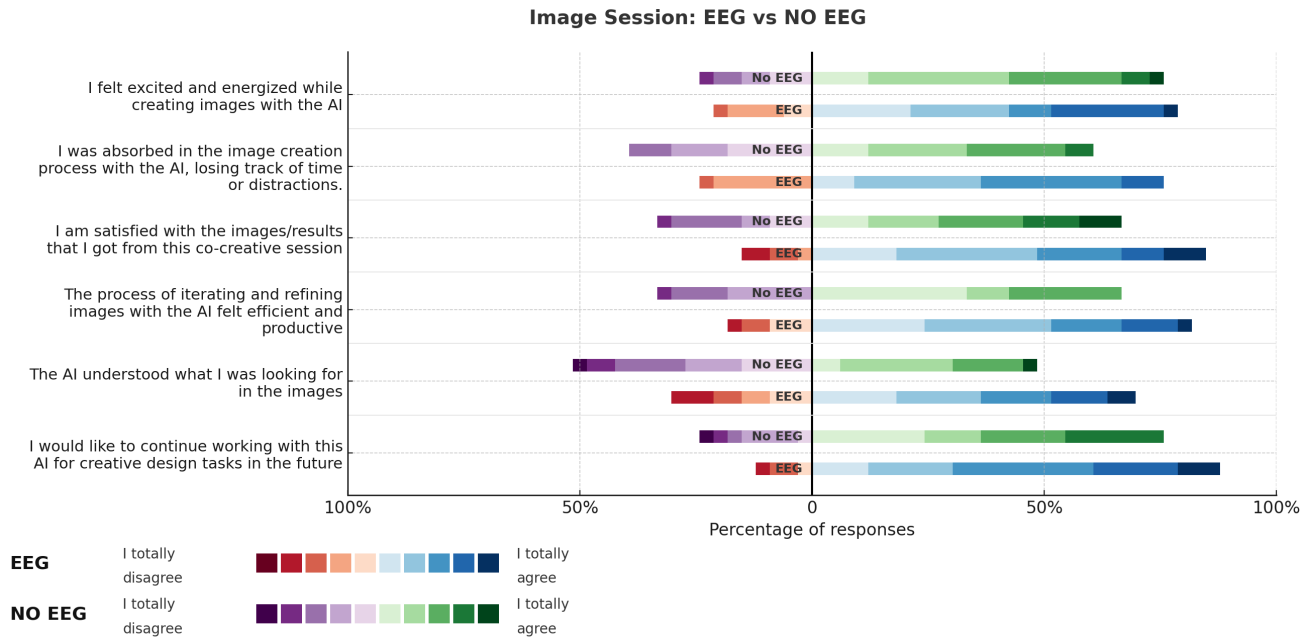 Image Session: EEG vs NO EEG
I felt excited and energized while
creating images with the AI
No EEG
EEG
I was absorbed in the image creation
process with the AI, losing track of time
or distractions.
No EEG
EEG
I am satisfied with the images/results
that I got from this co-creative session
No EEG
EEG
The process of iterating and refining
images with the AI felt efficient and
productive
No EEG
EEG
The AI understood what I was looking for
in the images
No EEG
EEG
I would like to continue working with this
AI for creative design tasks in the future
No EEG
EEG
100% 50% 0 50% 100%
Percentage of responses
EEG
I totally
disagree
I totally
agree
NO EEG
I totally
disagree
I totally
agree